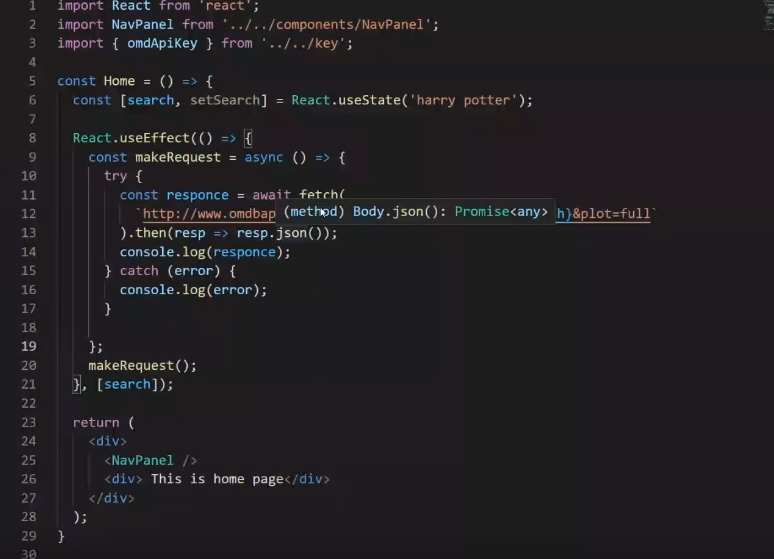 1 import React from 'react';
2 import NavPanel from '../../components/NavPanel';
3 import { omdApiKey } from '../../key';
4
5 const Home = () => {
6 const [search, setSearch] = React.useState('harry potter');
7
8 React.useEffect(() => {
9 const makeRequest = async () => {
10 try {
11 const responce = await fetch(
12 `http://www.omdbap (method) Body.json(): Promise<any> h}&plot=full`
13 ).then(resp => resp.json());
14 console.log(responce);
15 } catch (error) {
16 console.log(error);
17 }
18
19 };
20 makeRequest();
21 }, [search]);
22
23 return (
24 <div>
25 <NavPanel />
26 <div> This is home page</div>
27 </div>
28 );
29 }
30